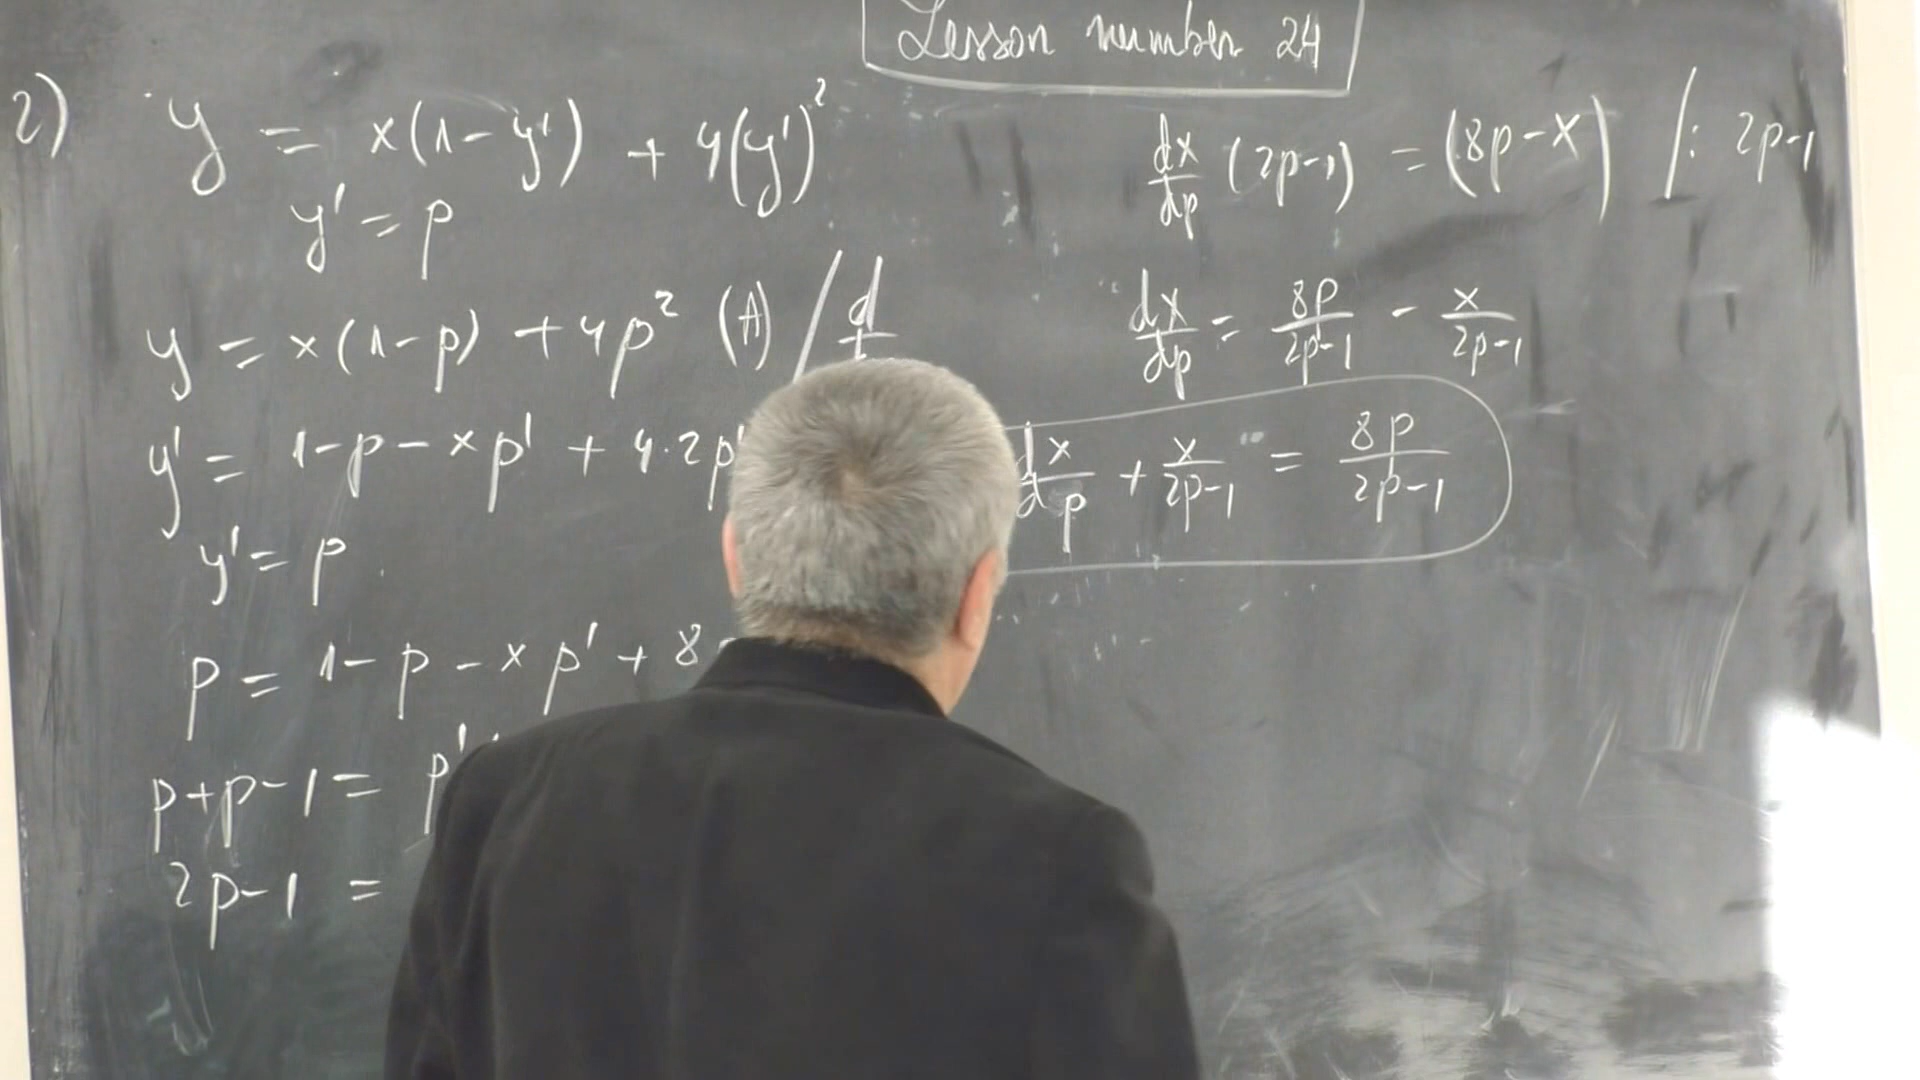 Lesson number 24
2) y = x(1-y') + 4(y')²
y' = p
y = x(1-p) + 4p² (A) / d
y' = 1-p - xp' + 4·2p
y' = p
p = 1-p - xp' + 8
p+p-1 = p'
2p-1 =
dx/dp (2p-1) = (8p-x) /: 2p-1
dx/dp = 8p/2p-1 - x/2p-1
dx/dp + x/2p-1 = 8p/2p-1